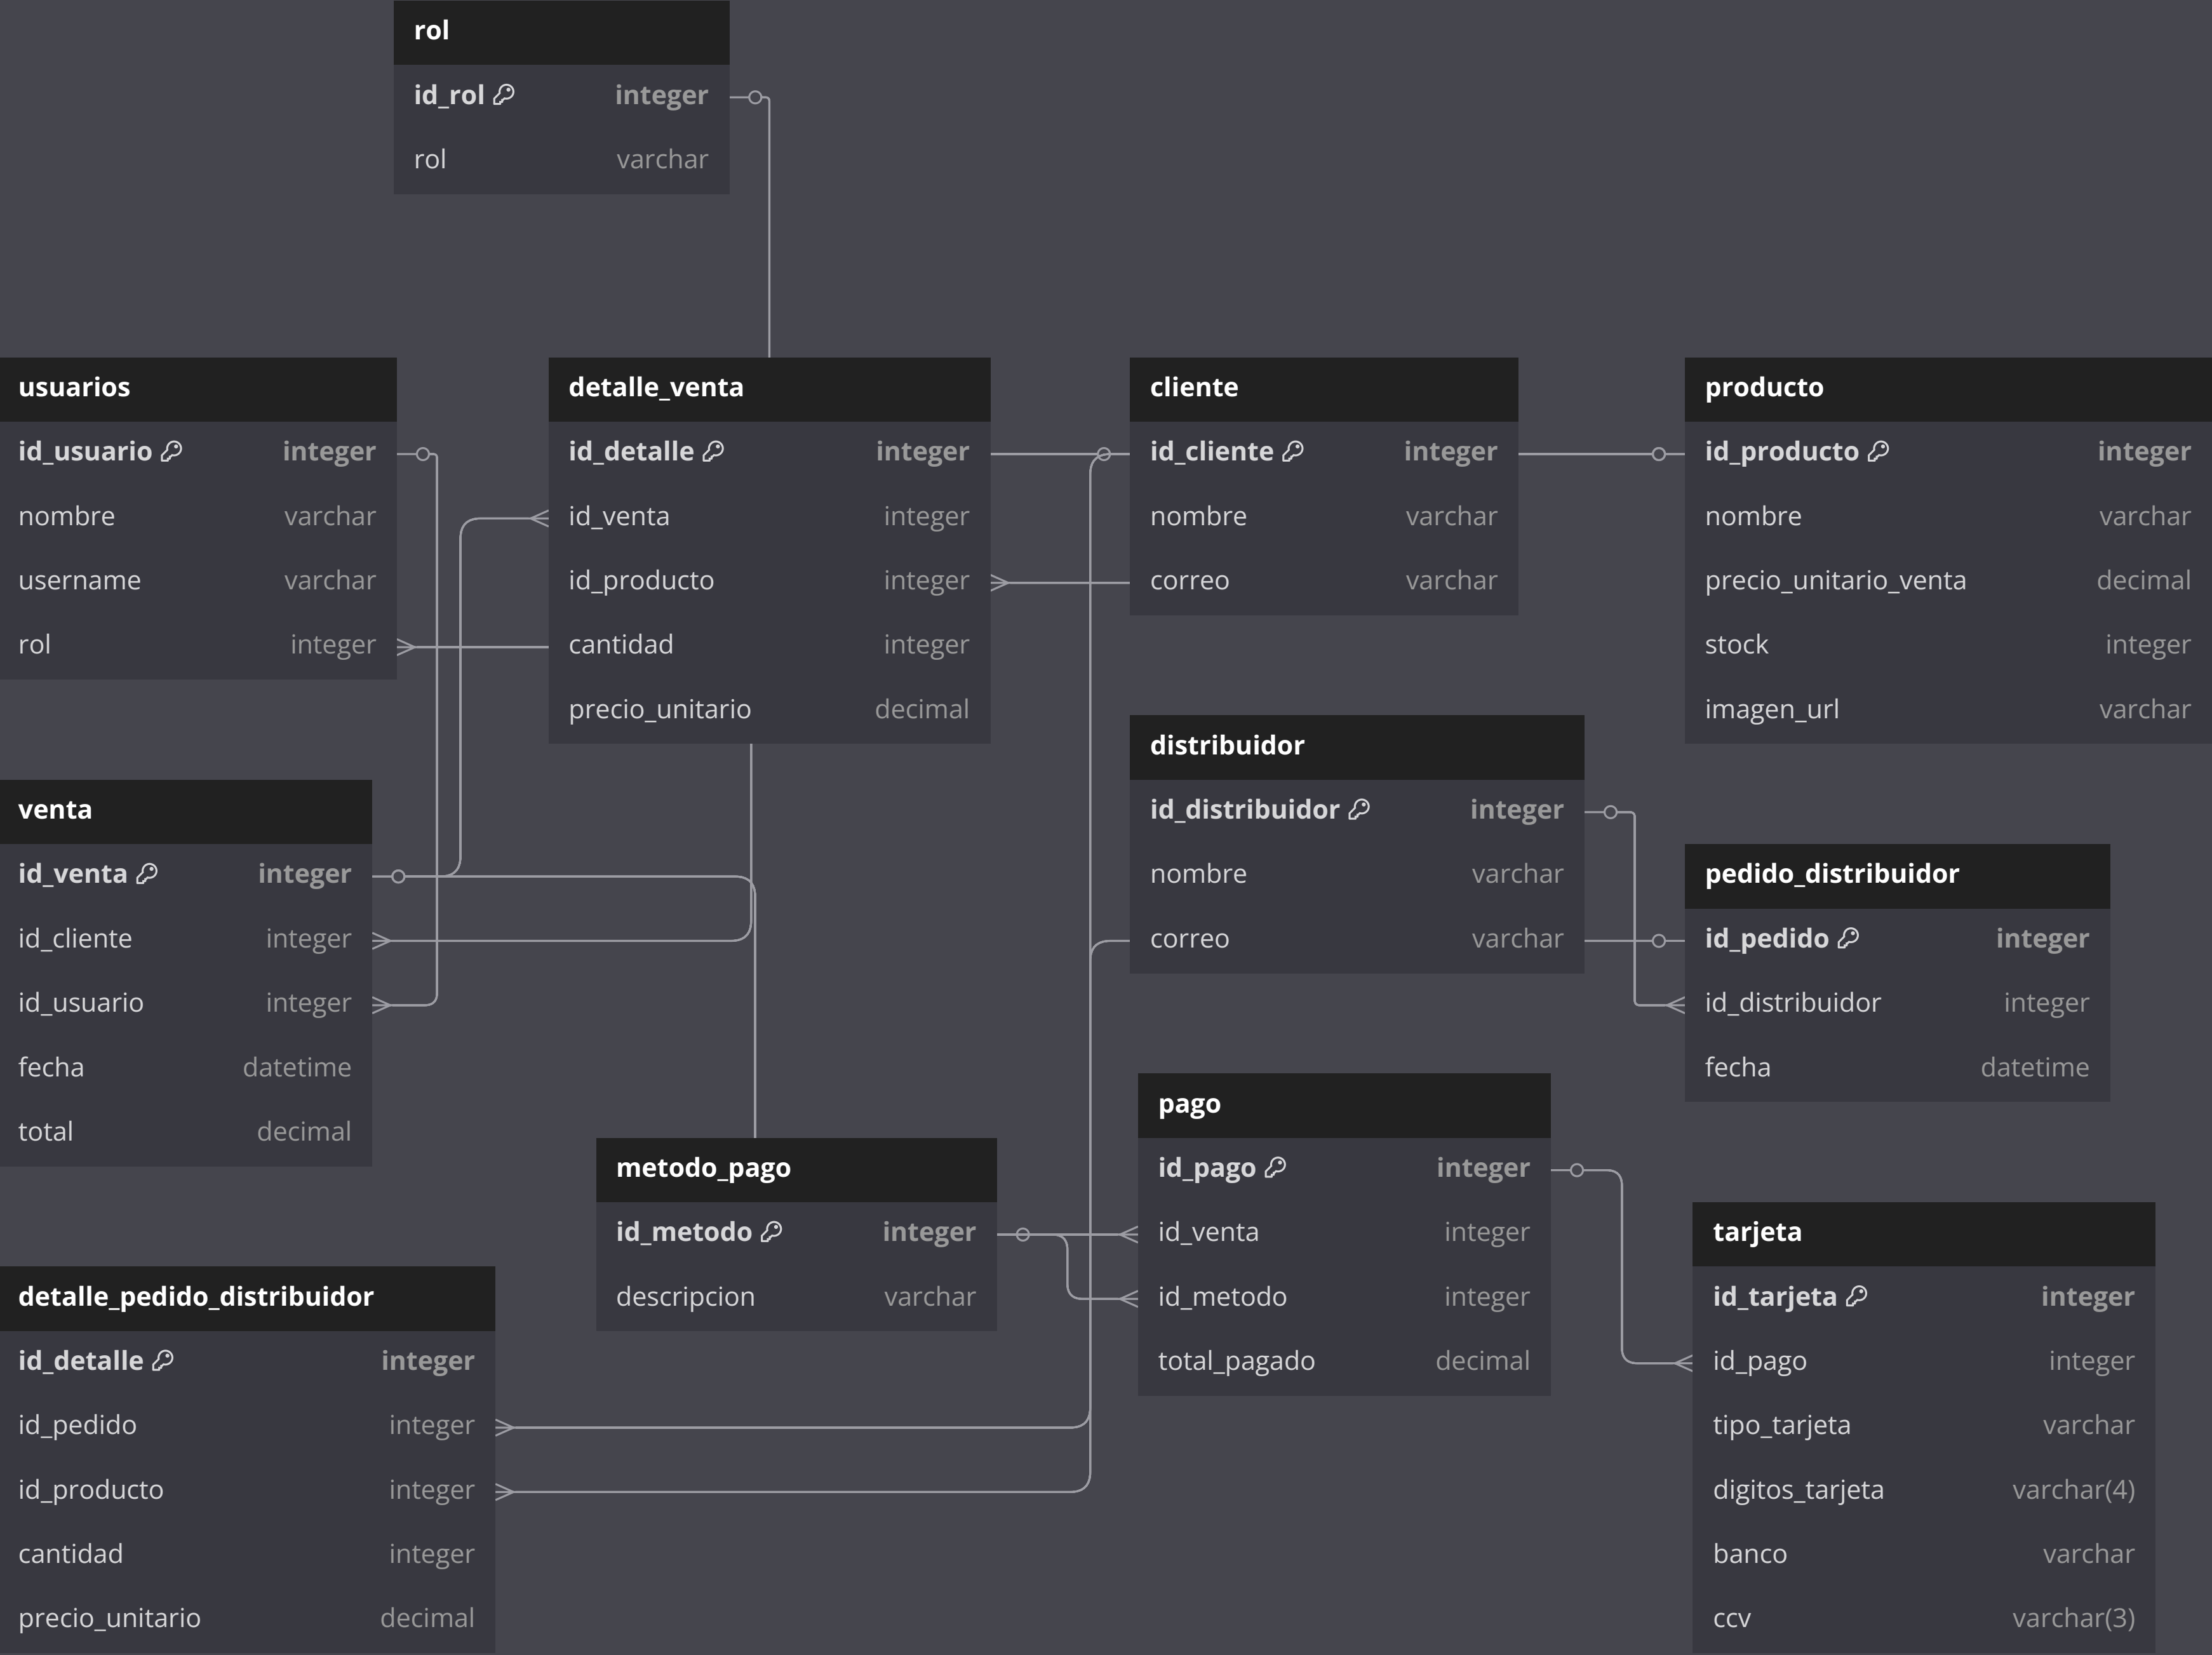 rol
id_rol integer
rol varchar
usuarios
id_usuario integer
nombre varchar
username varchar
rol integer
detalle_venta
id_detalle integer
id_venta integer
id_producto integer
cantidad integer
precio_unitario decimal
cliente
id_cliente integer
nombre varchar
correo varchar
producto
id_producto integer
nombre varchar
precio_unitario_venta decimal
stock integer
imagen_url varchar
distribuidor
id_distribuidor integer
nombre varchar
correo varchar
venta
id_venta integer
id_cliente integer
id_usuario integer
fecha datetime
total decimal
pedido_distribuidor
id_pedido integer
id_distribuidor integer
fecha datetime
pago
id_pago integer
id_venta integer
id_metodo integer
total_pagado decimal
metodo_pago
id_metodo integer
descripcion varchar
tarjeta
id_tarjeta integer
id_pago integer
tipo_tarjeta varchar
digitos_tarjeta varchar(4)
banco varchar
ccv varchar(3)
detalle_pedido_distribuidor
id_detalle integer
id_pedido integer
id_producto integer
cantidad integer
precio_unitario decimal